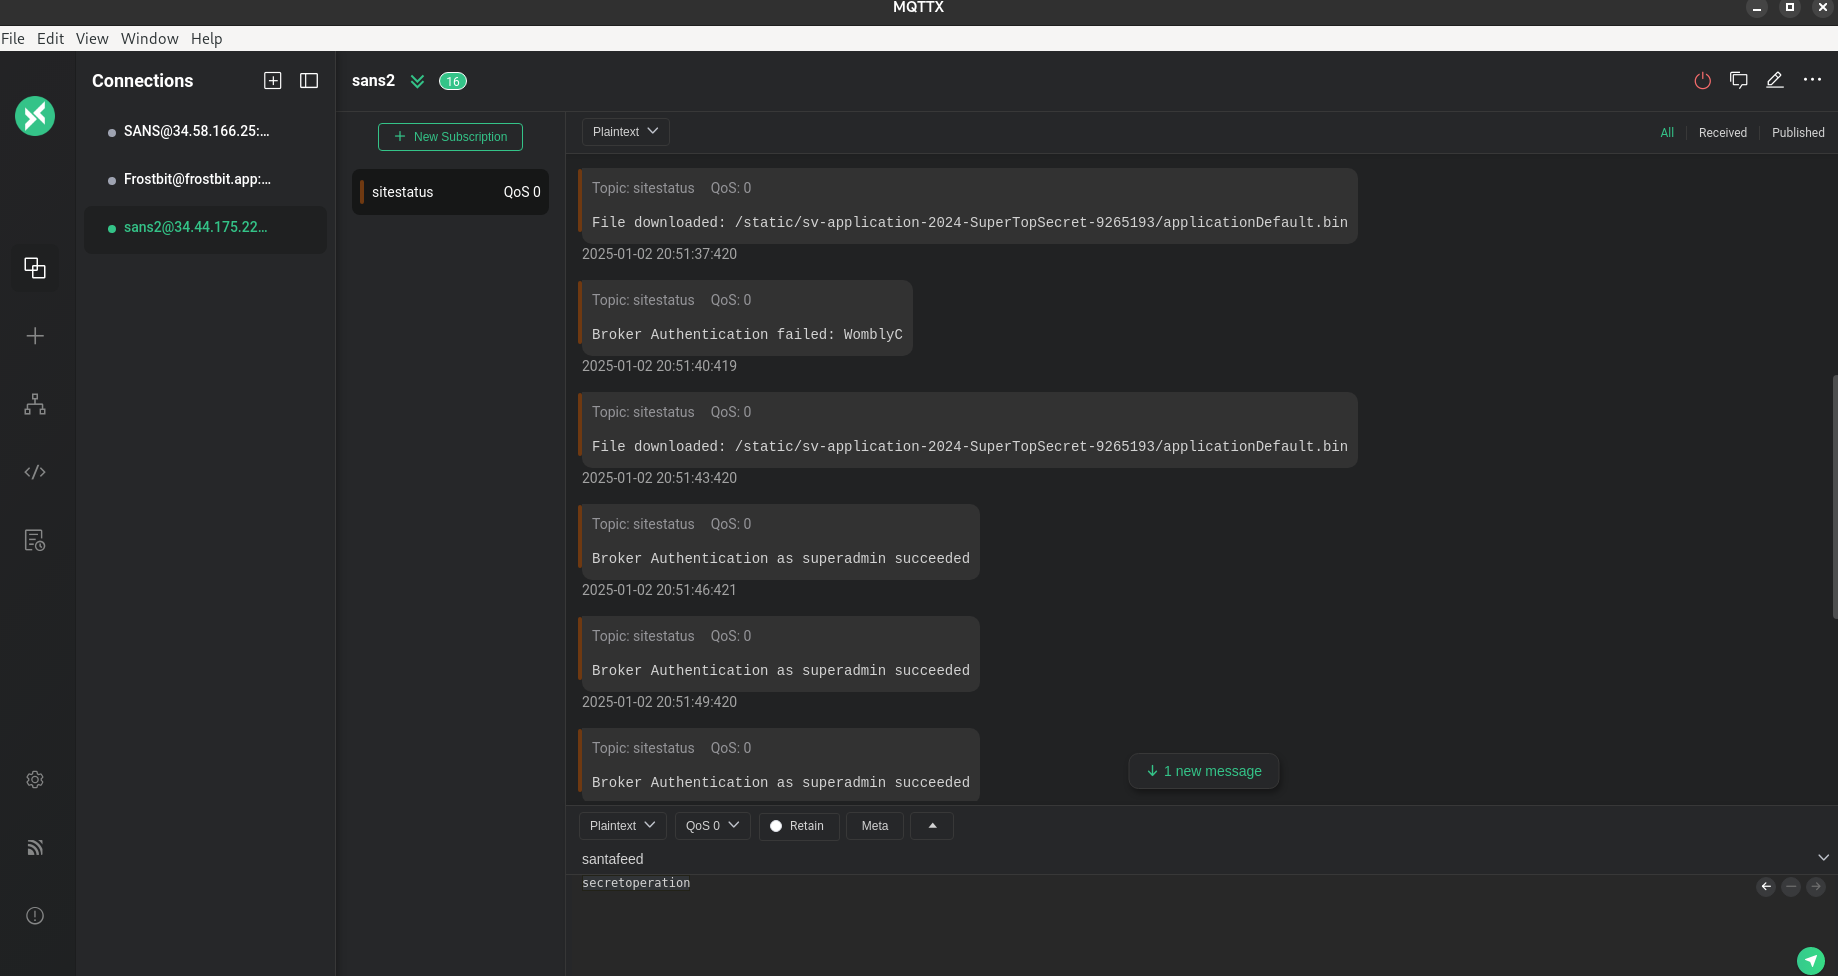 MQTTX
File Edit View Window Help
Connections
SANS@34.58.166.25:...
Frostbit@frostbit.app:...
sans2@34.44.175.22...
sans2 16
New Subscription
sitestatus QoS 0
Plaintext
All Received Published
Topic: sitestatus QoS: 0
File downloaded: /static/sv-application-2024-SuperTopSecret-9265193/applicationDefault.bin
2025-01-02 20:51:37:420
Topic: sitestatus QoS: 0
Broker Authentication failed: WomblyC
2025-01-02 20:51:40:419
Topic: sitestatus QoS: 0
File downloaded: /static/sv-application-2024-SuperTopSecret-9265193/applicationDefault.bin
2025-01-02 20:51:43:420
Topic: sitestatus QoS: 0
Broker Authentication as superadmin succeeded
2025-01-02 20:51:46:421
Topic: sitestatus QoS: 0
Broker Authentication as superadmin succeeded
2025-01-02 20:51:49:420
Topic: sitestatus QoS: 0
Broker Authentication as superadmin succeeded
1 new message
Plaintext QoS 0 Retain Meta
santafeed
secretoperation